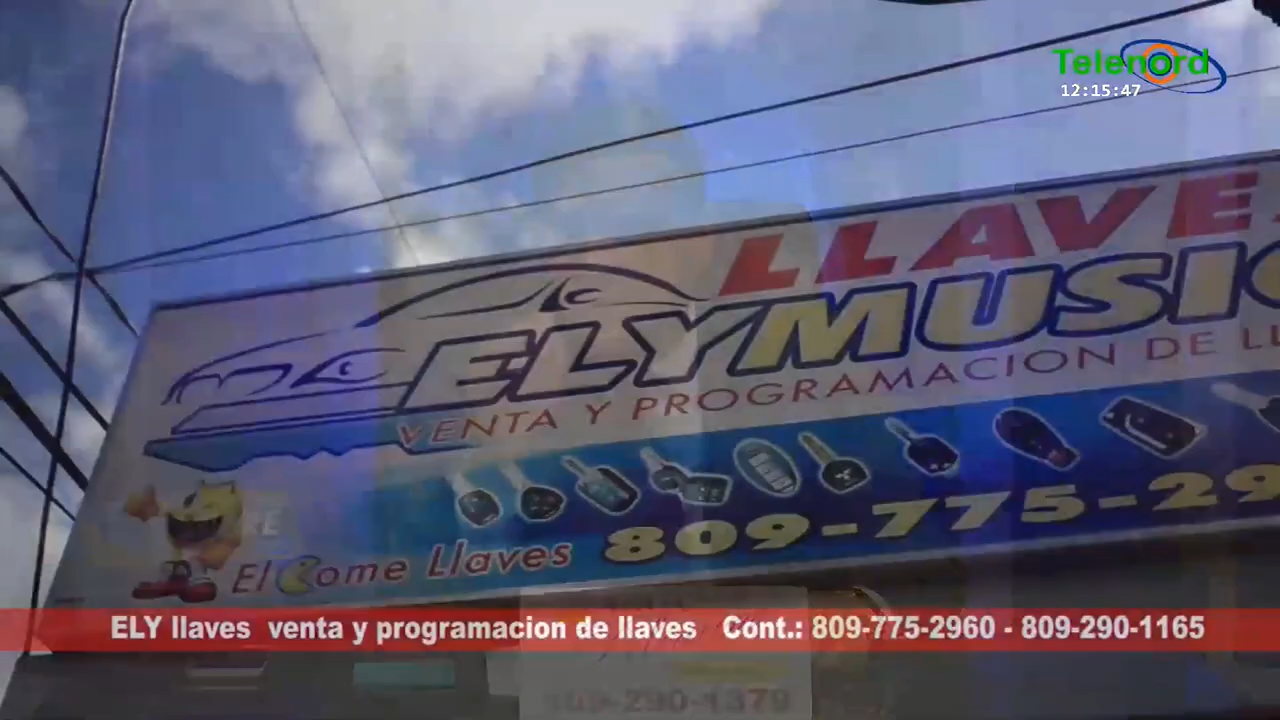 Telenord
12:15:47
LLAVE
ELYMUSIC
VENTA Y PROGRAMACION DE LL
El Come Llaves
809-775-29
ELY llaves venta y programacion de llaves Cont.: 809-775-2960 - 809-290-1165
809-290-1379